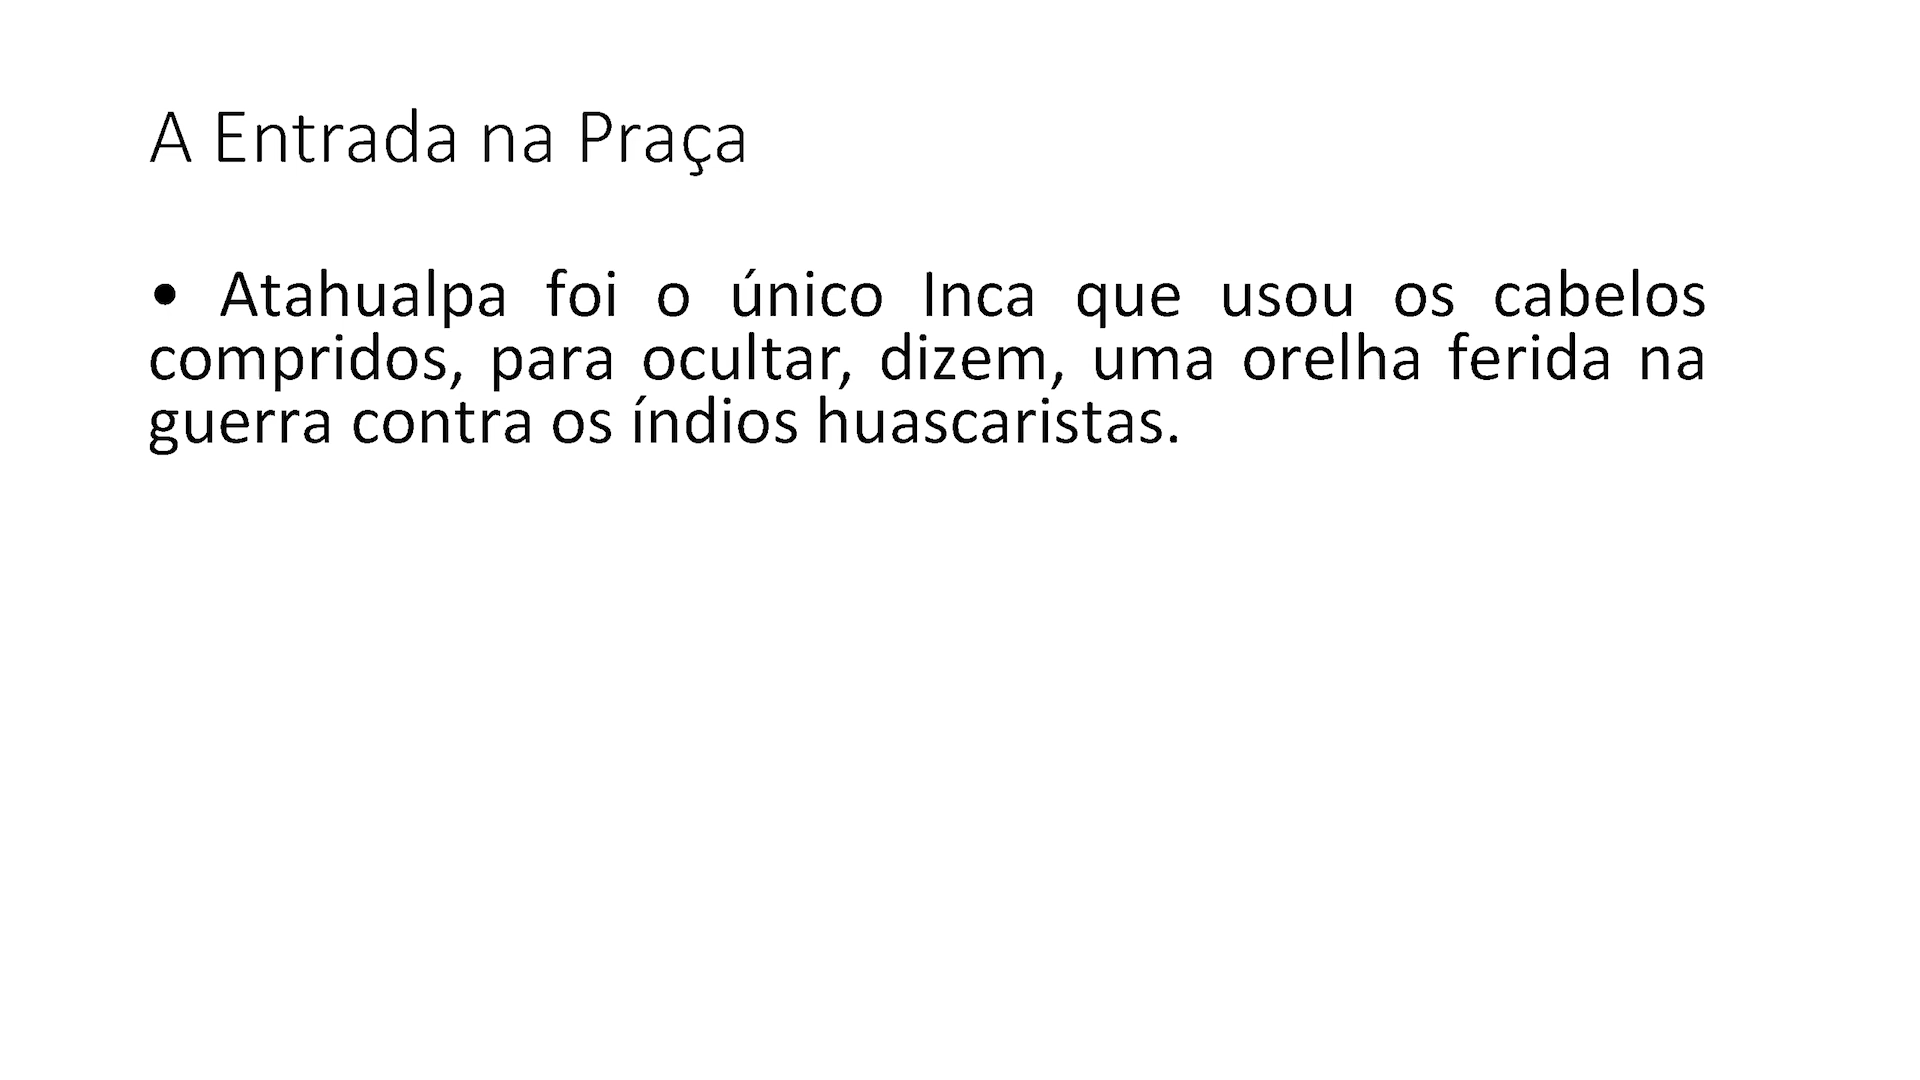 A Entrada na Praça
• Atahualpa foi o único Inca que usou os cabelos
compridos, para ocultar, dizem, uma orelha ferida na
guerra contra os índios huascaristas.